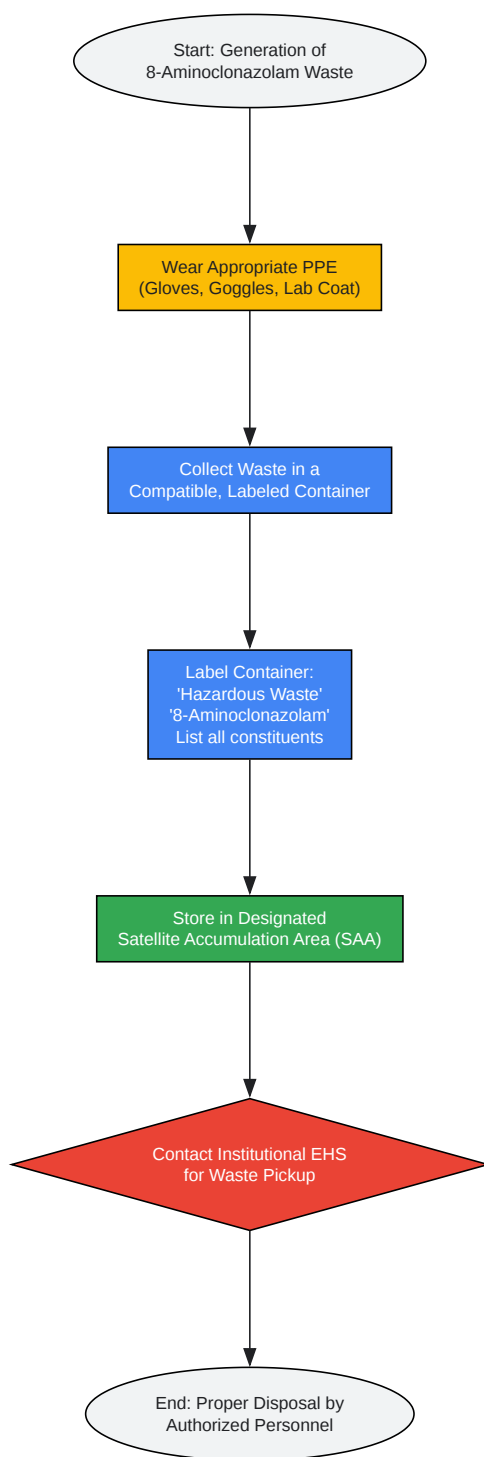 Start: Generation of
8-Aminoclonazolam Waste
Wear Appropriate PPE
(Gloves, Goggles, Lab Coat)
Collect Waste in a
Compatible, Labeled Container
Label Container:
'Hazardous Waste'
'8-Aminoclonazolam'
List all constituents
Store in Designated
Satellite Accumulation Area (SAA)
Contact Institutional EHS
for Waste Pickup
End: Proper Disposal by
Authorized Personnel